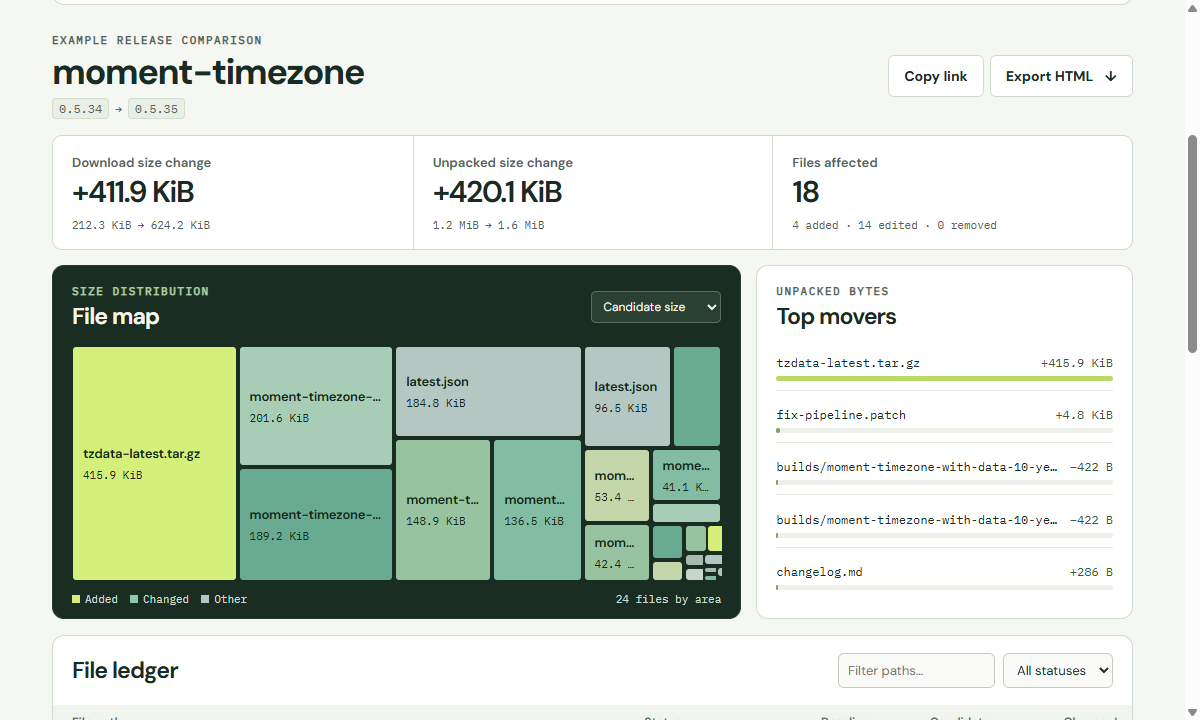 EXAMPLE RELEASE COMPARISON
moment-timezone
0.5.34 → 0.5.35
Copy link
Export HTML ↓
Download size change
+411.9 KiB
212.3 KiB → 624.2 KiB
Unpacked size change
+420.1 KiB
1.2 MiB → 1.6 MiB
Files affected
18
4 added · 14 edited · 0 removed
SIZE DISTRIBUTION
File map
Candidate size
tzdata-latest.tar.gz
415.9 KiB
moment-timezone-…
201.6 KiB
moment-timezone-…
189.2 KiB
latest.json
184.8 KiB
moment-t…
148.9 KiB
moment…
136.5 KiB
latest.json
96.5 KiB
mom…
53.4 …
mome…
41.1 K…
mom…
42.4 …
Added
Changed
Other
24 files by area
UNPACKED BYTES
Top movers
tzdata-latest.tar.gz +415.9 KiB
fix-pipeline.patch +4.8 KiB
builds/moment-timezone-with-data-10-ye… −422 B
builds/moment-timezone-with-data-10-ye… −422 B
changelog.md +286 B
File ledger
Filter paths…
All statuses